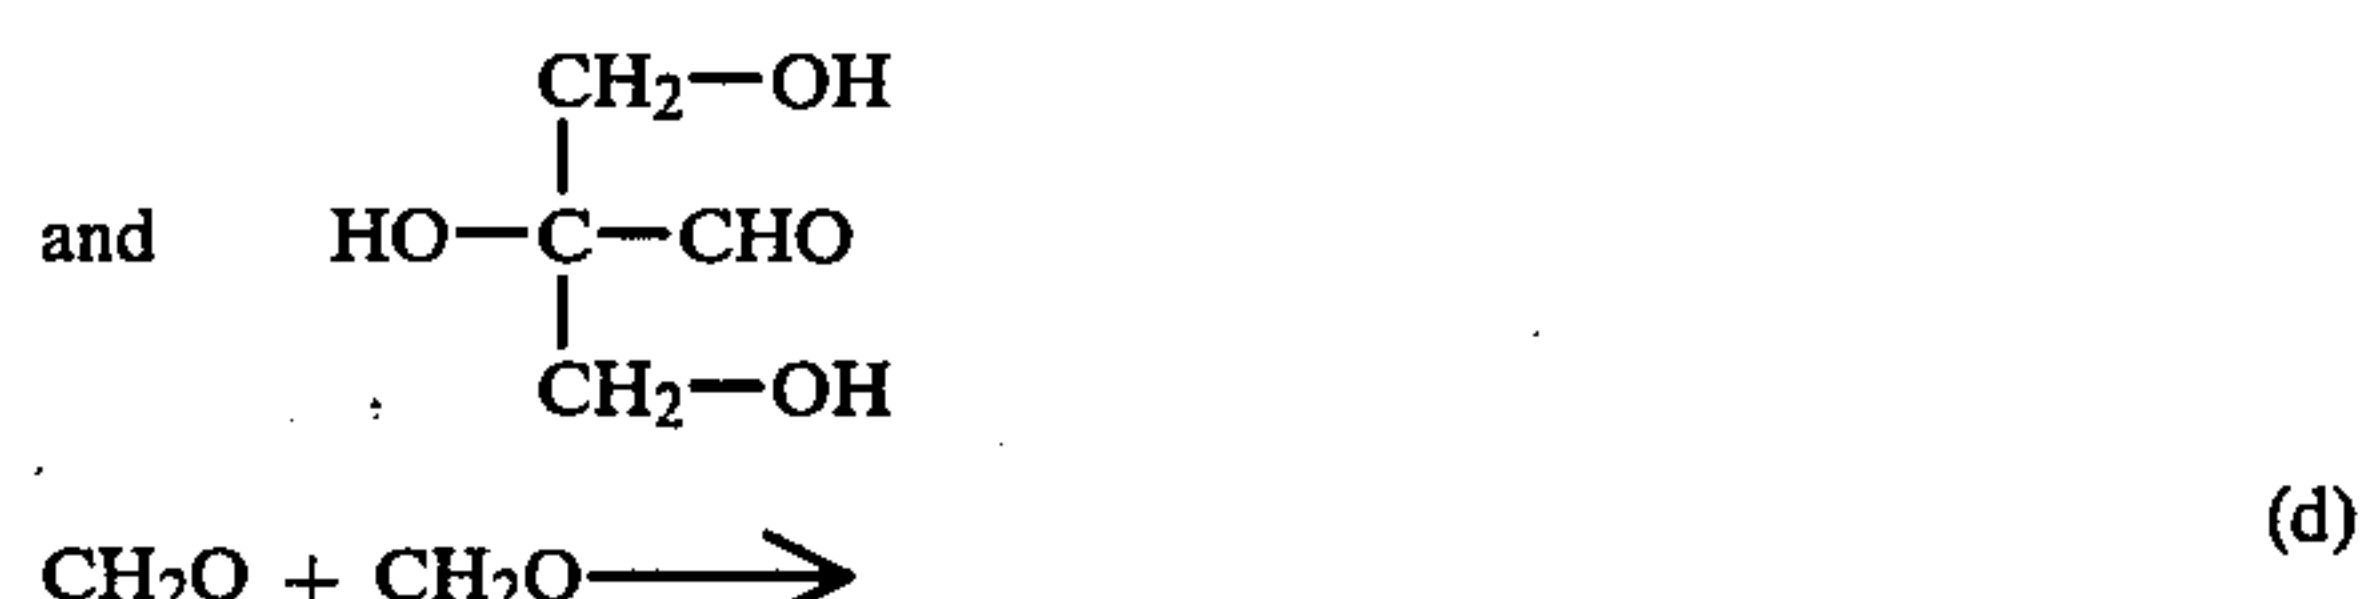 CH₂—OH
and HO—C—CHO
CH₂—OH
(d)
CH₂O + CH₂O